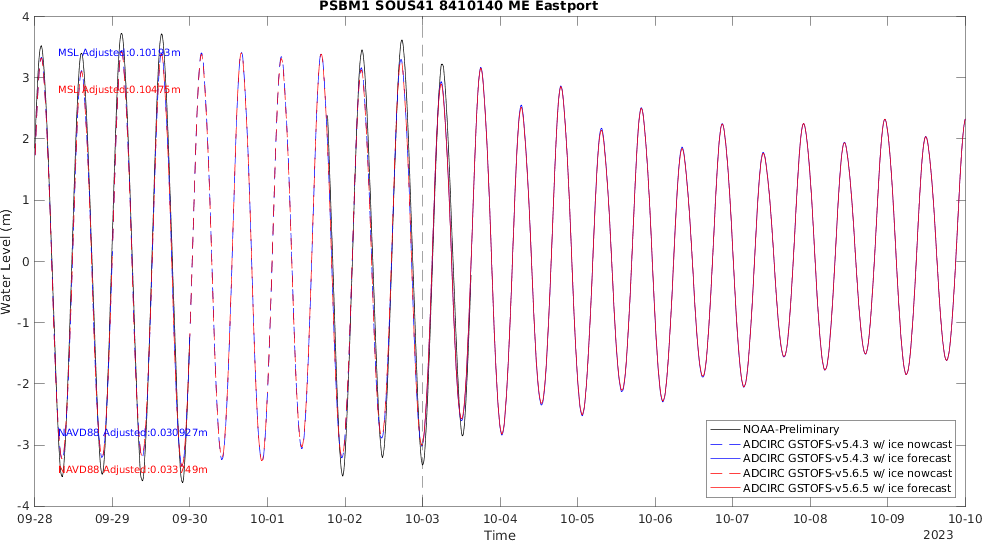 PSBM1 SOUS41 8410140 ME Eastport
4
3
2
1
0
-1
-2
-3
-4
Water Level (m)
MSL Adjusted:0.10193m
MSL Adjusted:0.10475m
NAVD88 Adjusted:0.030927m
NAVD88 Adjusted:0.033749m
NOAA-Preliminary
ADCIRC GSTOFS-v5.4.3 w/ ice nowcast
ADCIRC GSTOFS-v5.4.3 w/ ice forecast
ADCIRC GSTOFS-v5.6.5 w/ ice nowcast
ADCIRC GSTOFS-v5.6.5 w/ ice forecast
09-28 09-29 09-30 10-01 10-02 10-03 10-04 10-05 10-06 10-07 10-08 10-09 10-10
Time
2023